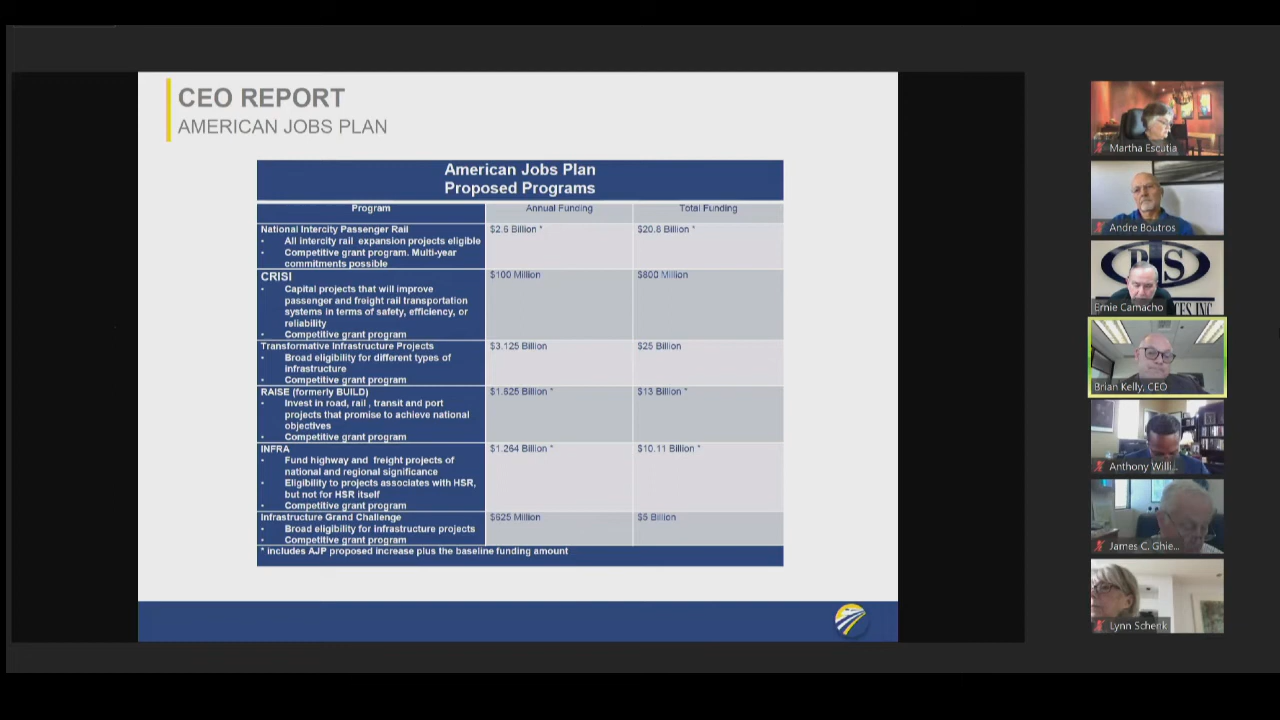 CEO REPORT
AMERICAN JOBS PLAN
American Jobs Plan
Proposed Programs
Program
Annual Funding
Total Funding
National Intercity Passenger Rail
• All intercity rail expansion projects eligible
• Competitive grant program. Multi-year
commitments possible
$2.6 Billion *
$20.8 Billion *
CRISI
• Capital projects that will improve
passenger and freight rail transportation
systems in terms of safety, efficiency, or
reliability
• Competitive grant program
$100 Million
$800 Million
Transformative Infrastructure Projects
• Broad eligibility for different types of
infrastructure
• Competitive grant program
$3.125 Billion
$25 Billion
RAISE (formerly BUILD)
• Invest in road, rail , transit and port
projects that promise to achieve national
objectives
• Competitive grant program
$1.625 Billion *
$13 Billion *
INFRA
• Fund highway and freight projects of
national and regional significance
• Eligibility to projects associates with HSR,
but not for HSR itself
• Competitive grant program
$1.264 Billion *
$10.11 Billion *
Infrastructure Grand Challenge
• Broad eligibility for infrastructure projects
• Competitive grant program
$625 Million
$5 Billion
* includes AJP proposed increase plus the baseline funding amount
Martha Escutia
Andre Boutros
Ernie Camacho
Brian Kelly, CEO
Anthony Willi...
James C. Ghie...
Lynn Schenk